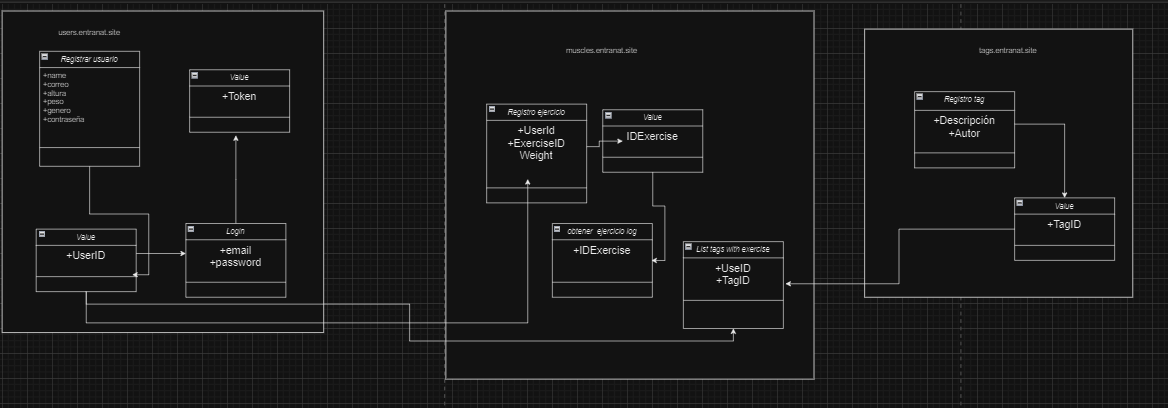 users.entranat.site
Registrar usuario
+name
+correo
+altura
+peso
+genero
+contraseña
Value
+Token
Value
+UserID
Login
+email
+password
muscles.entranat.site
Registro ejercicio
+UserId
+ExerciseID
Weight
Value
IDExercise
obtener ejercicio log
+IDExercise
List tags with exercise
+UseID
+TagID
tags.entranat.site
Registro tag
+Descripción
+Autor
Value
+TagID